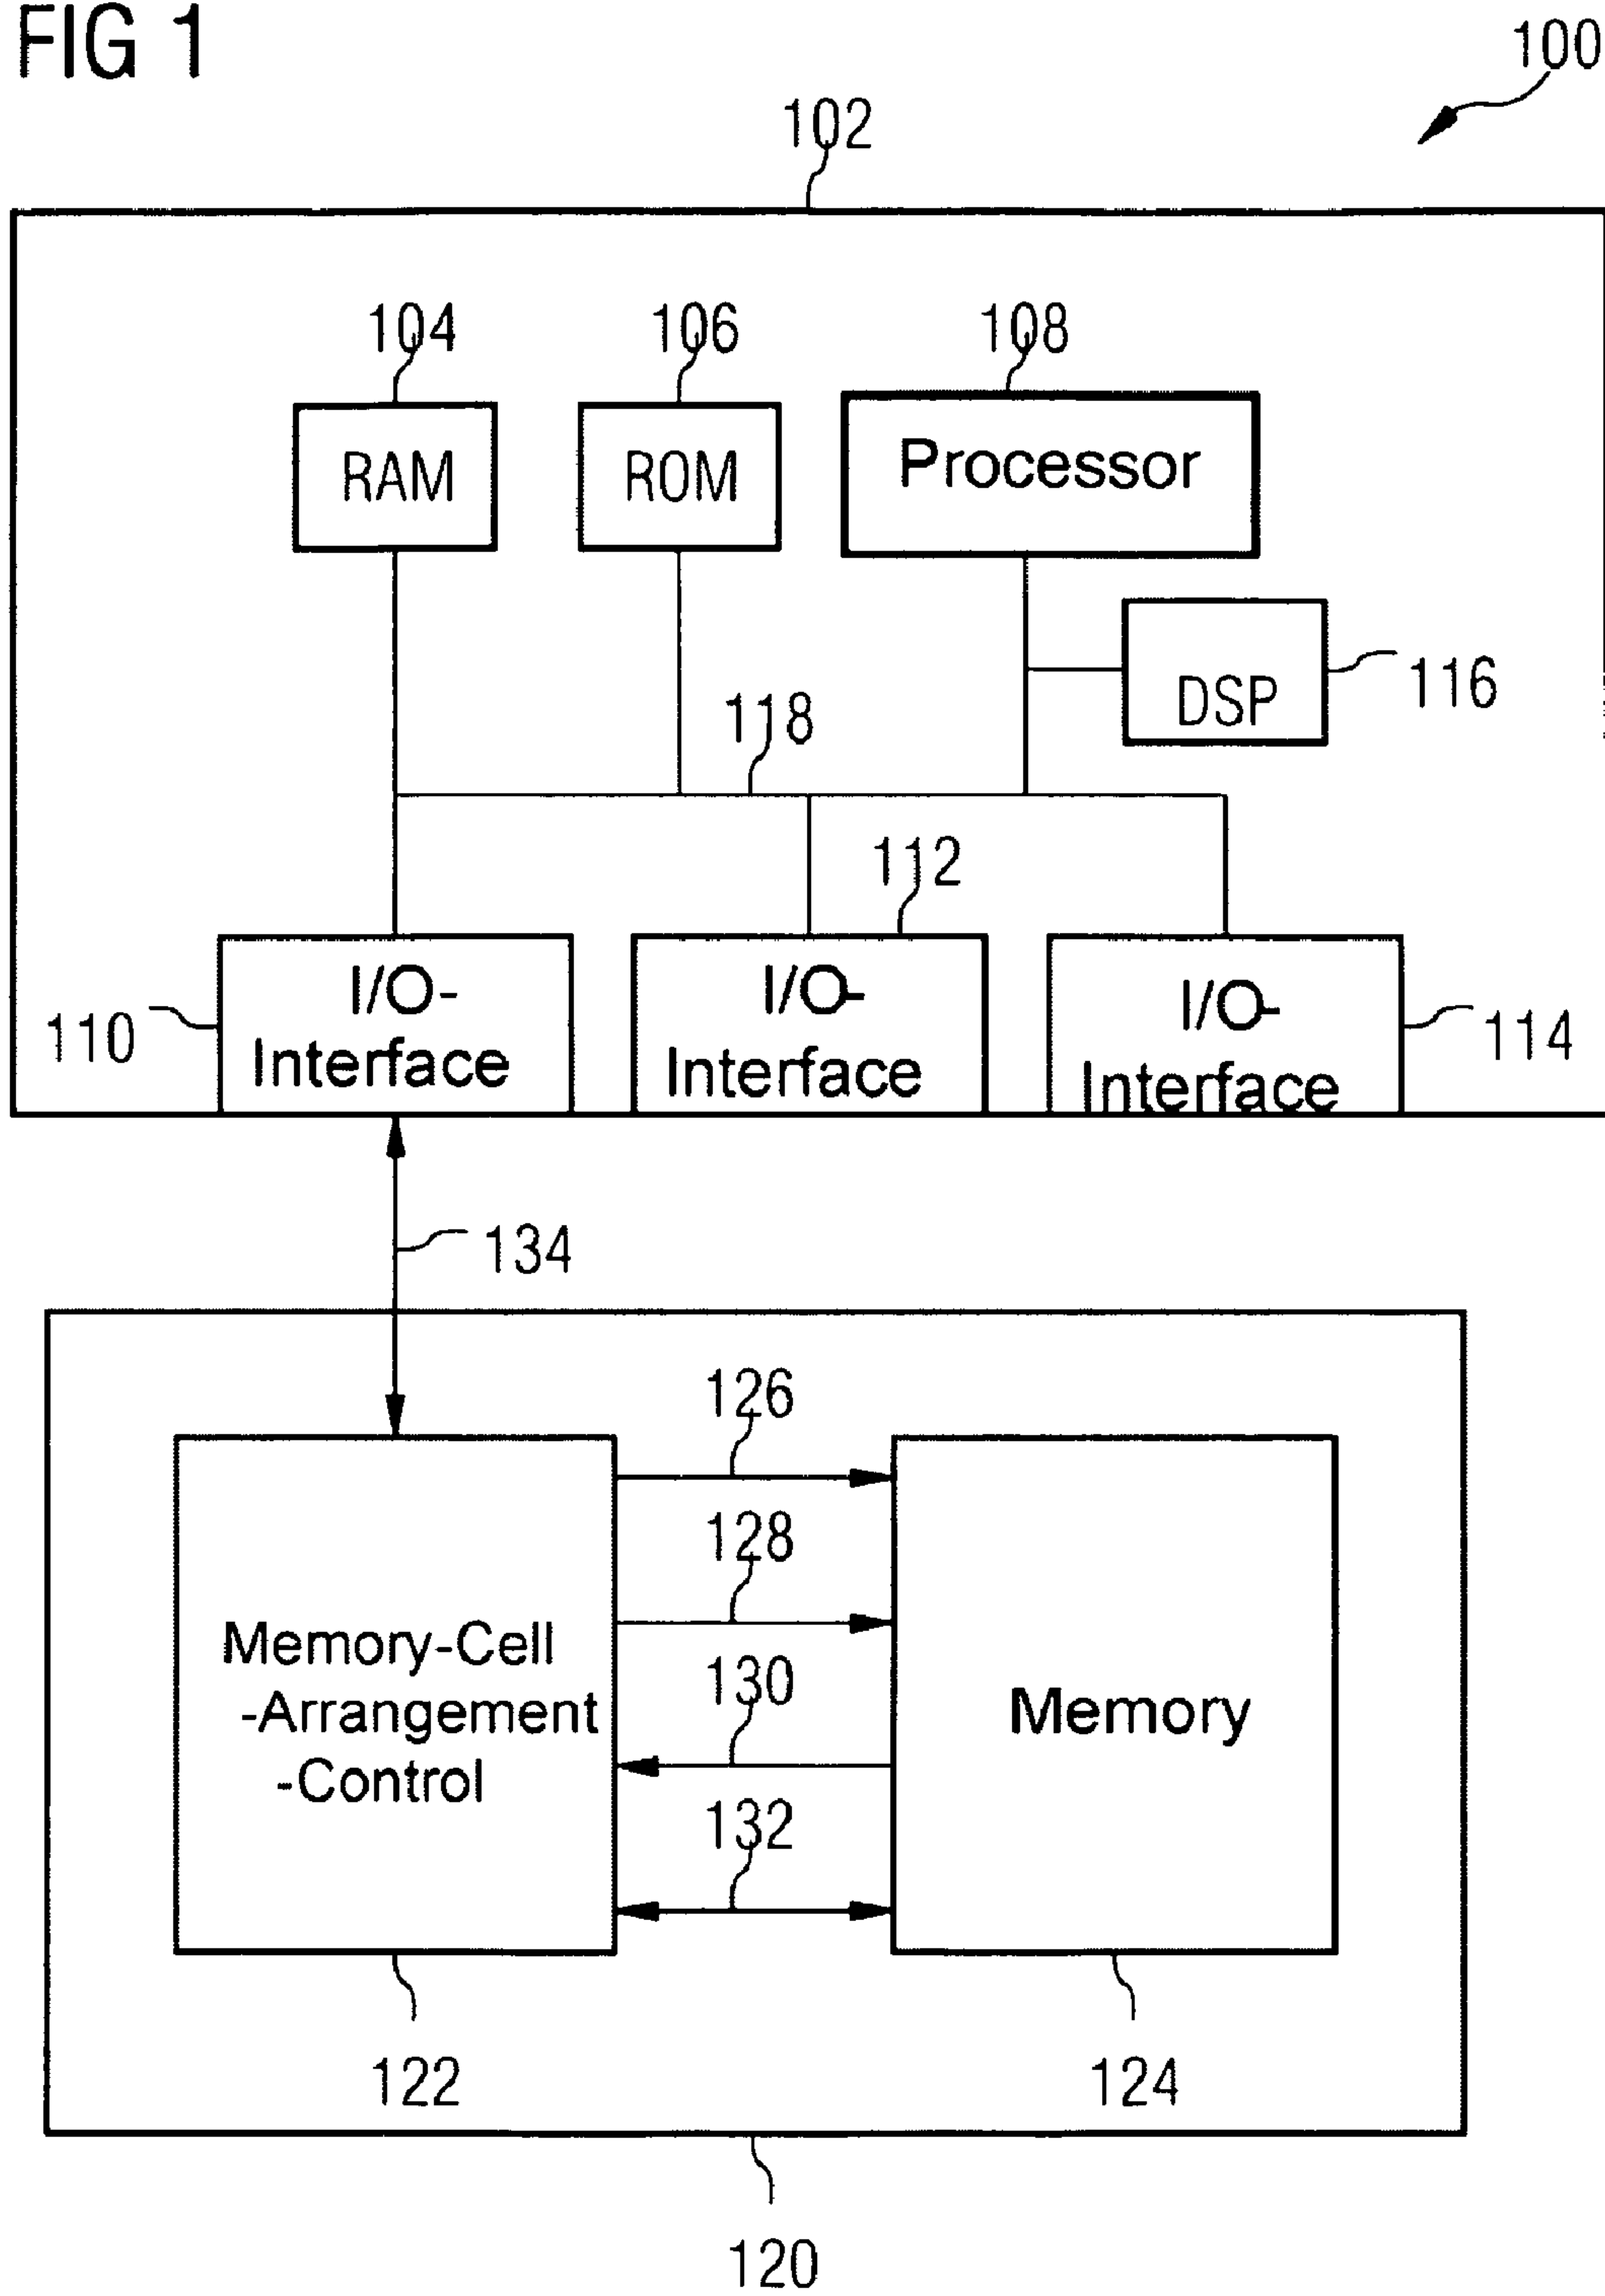 FIG 1
100
102
104
106
108
RAM
ROM
Processor
DSP
116
118
112
I/O-
Interface
I/O-
Interface
I/O-
Interface
110
114
134
126
128
130
132
Memory-Cell
-Arrangement
-Control
Memory
122
124
120